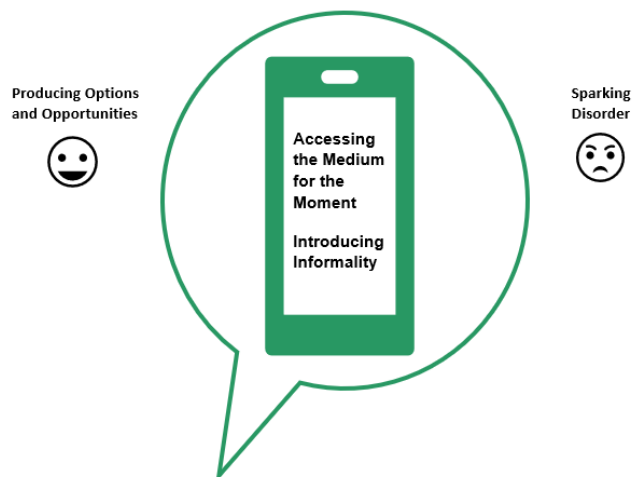 Producing Options
and Opportunities
Accessing
the Medium
for the
Moment
Introducing
Informality
Sparking
Disorder